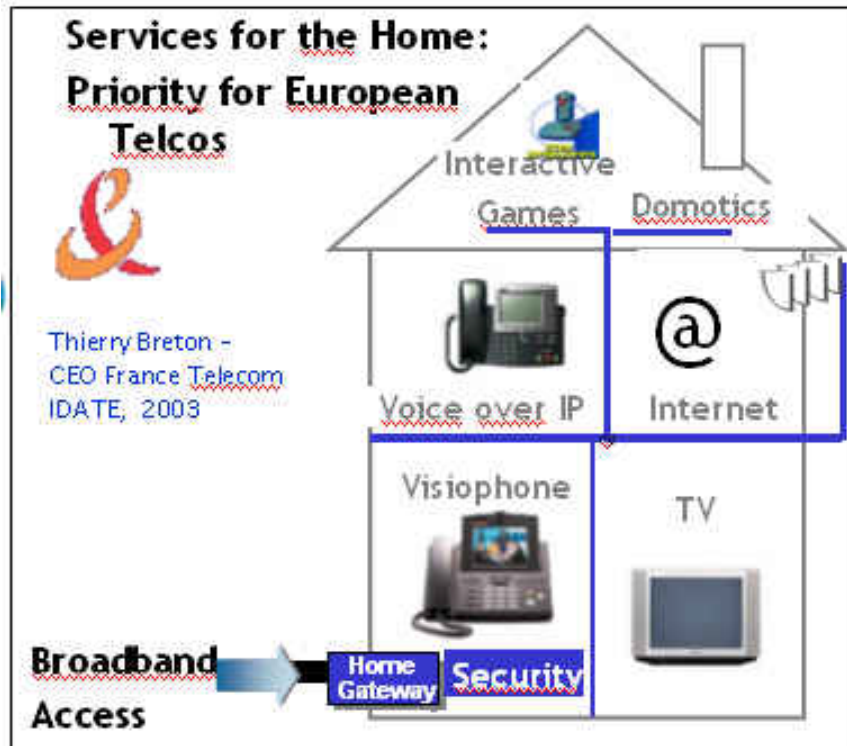 Services for the Home:
Priority for European
Telcos
Interactive
Games
Domotics
Thierry Breton –
CEO France Telecom
IDATE, 2003
@
Voice over IP
Internet
Visiophone
TV
Broadband
Access
Home
Gateway
Security